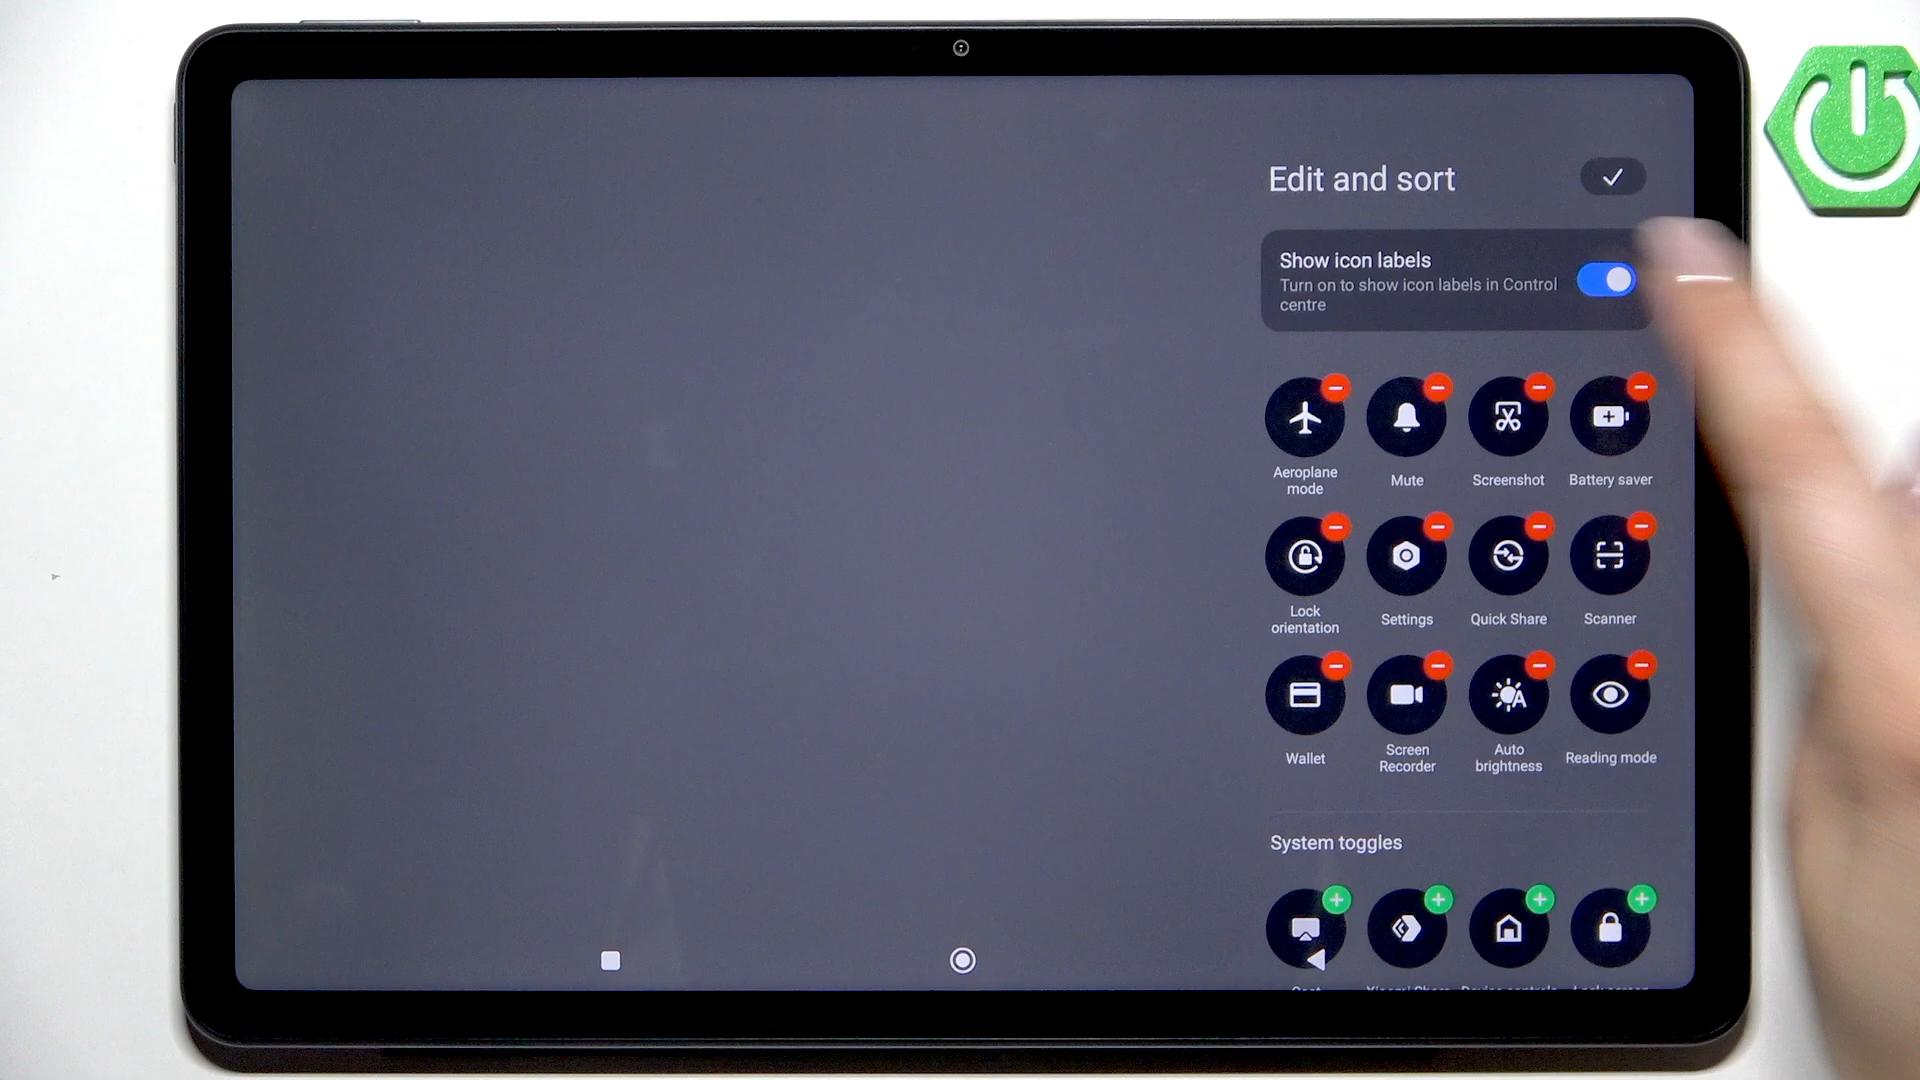 Edit and sort
Show icon labels
Turn on to show icon labels in Control
centre
Aeroplane
mode
Mute
Screenshot
Battery saver
Lock
orientation
Settings
Quick Share
Scanner
Wallet
Screen
Recorder
Auto
brightness
Reading mode
System toggles